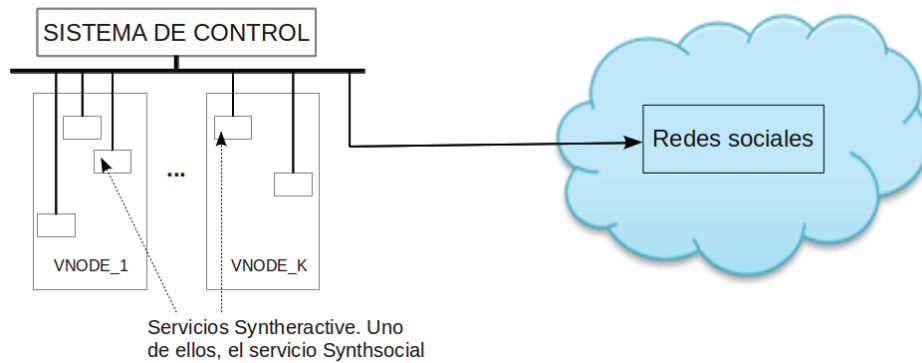 SISTEMA DE CONTROL
Redes sociales
...
VNODE_1
VNODE_K
Servicios Syntheractive. Uno
de ellos, el servicio Synthsocial